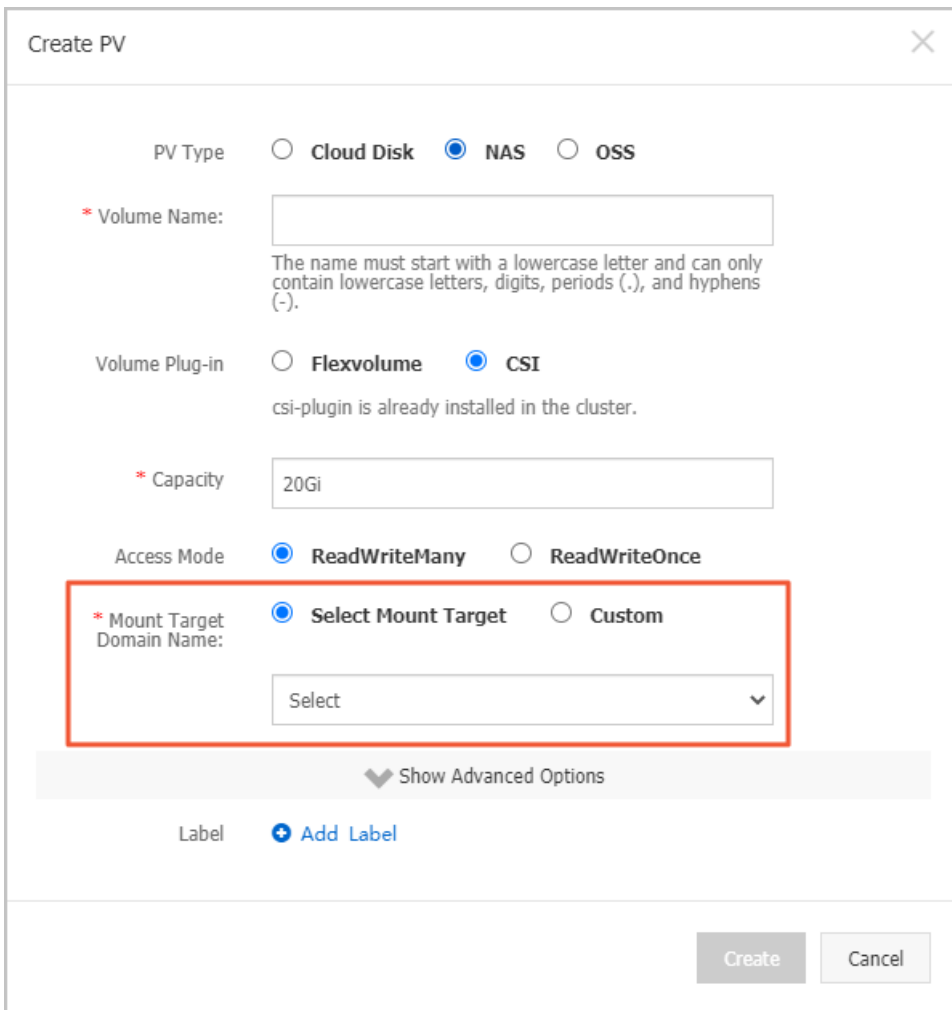 Create PV
PV Type Cloud Disk NAS OSS
* Volume Name:
The name must start with a lowercase letter and can only
contain lowercase letters, digits, periods (.), and hyphens
(-).
Volume Plug-in Flexvolume CSI
csi-plugin is already installed in the cluster.
* Capacity 20Gi
Access Mode ReadWriteMany ReadWriteOnce
* Mount Target
Domain Name:
Select Mount Target Custom
Select
Show Advanced Options
Label Add Label
Create Cancel